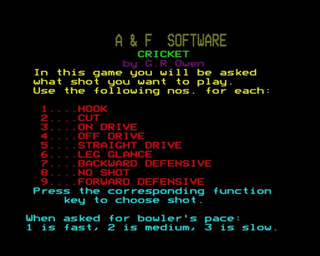 A & F SOFTWARE
CRICKET
by G.R Owen
In this game you will be asked
what shot you want to play.
Use the following nos. for each:
1....HOOK
2....CUT
3....ON DRIVE
4....OFF DRIVE
5....STRAIGHT DRIVE
6....LEG GLANCE
7....BACKWARD DEFENSIVE
8....NO SHOT
9....FORWARD DEFENSIVE
Press the corresponding function
key to choose shot.
When asked for bowler's pace:
1 is fast, 2 is medium, 3 is slow.